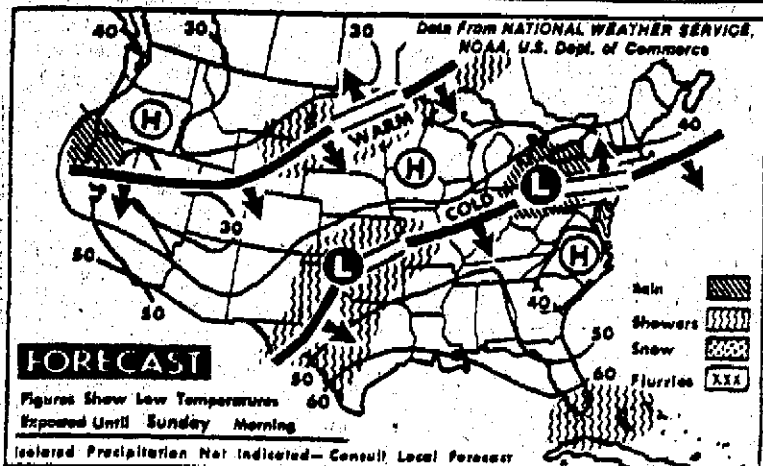 Data From NATIONAL WEATHER SERVICE,
NOAA, U.S. Dept. of Commerce
40
30
30
H
WARM
H
40
COLD
L
30
L
H
50
50
40
50
60
50
60
Rain
Showers
Snow
Flurries XXX
FORECAST
Figures Show Low Temperatures
Expected Until Sunday Morning
Isolated Precipitation Not Indicated—Consult Local Forecast